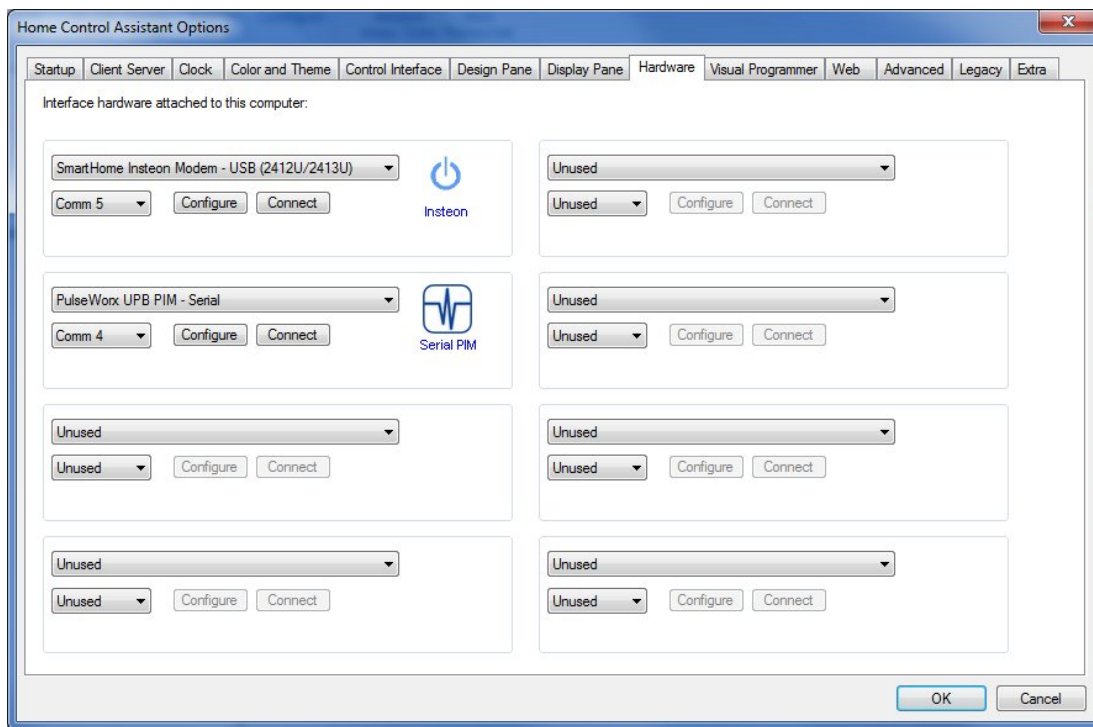 Home Control Assistant Options
Startup Client Server Clock Color and Theme Control Interface Design Pane Display Pane Hardware Visual Programmer Web Advanced Legacy Extra
Interface hardware attached to this computer:
SmartHome Insteon Modem - USB (2412U/2413U)
Comm 5 Configure Connect
Insteon
Unused
Unused Configure Connect
PulseWorx UPB PIM - Serial
Comm 4 Configure Connect
Serial PIM
Unused
Unused Configure Connect
Unused
Unused Configure Connect
Unused
Unused Configure Connect
Unused
Unused Configure Connect
Unused
Unused Configure Connect
OK Cancel